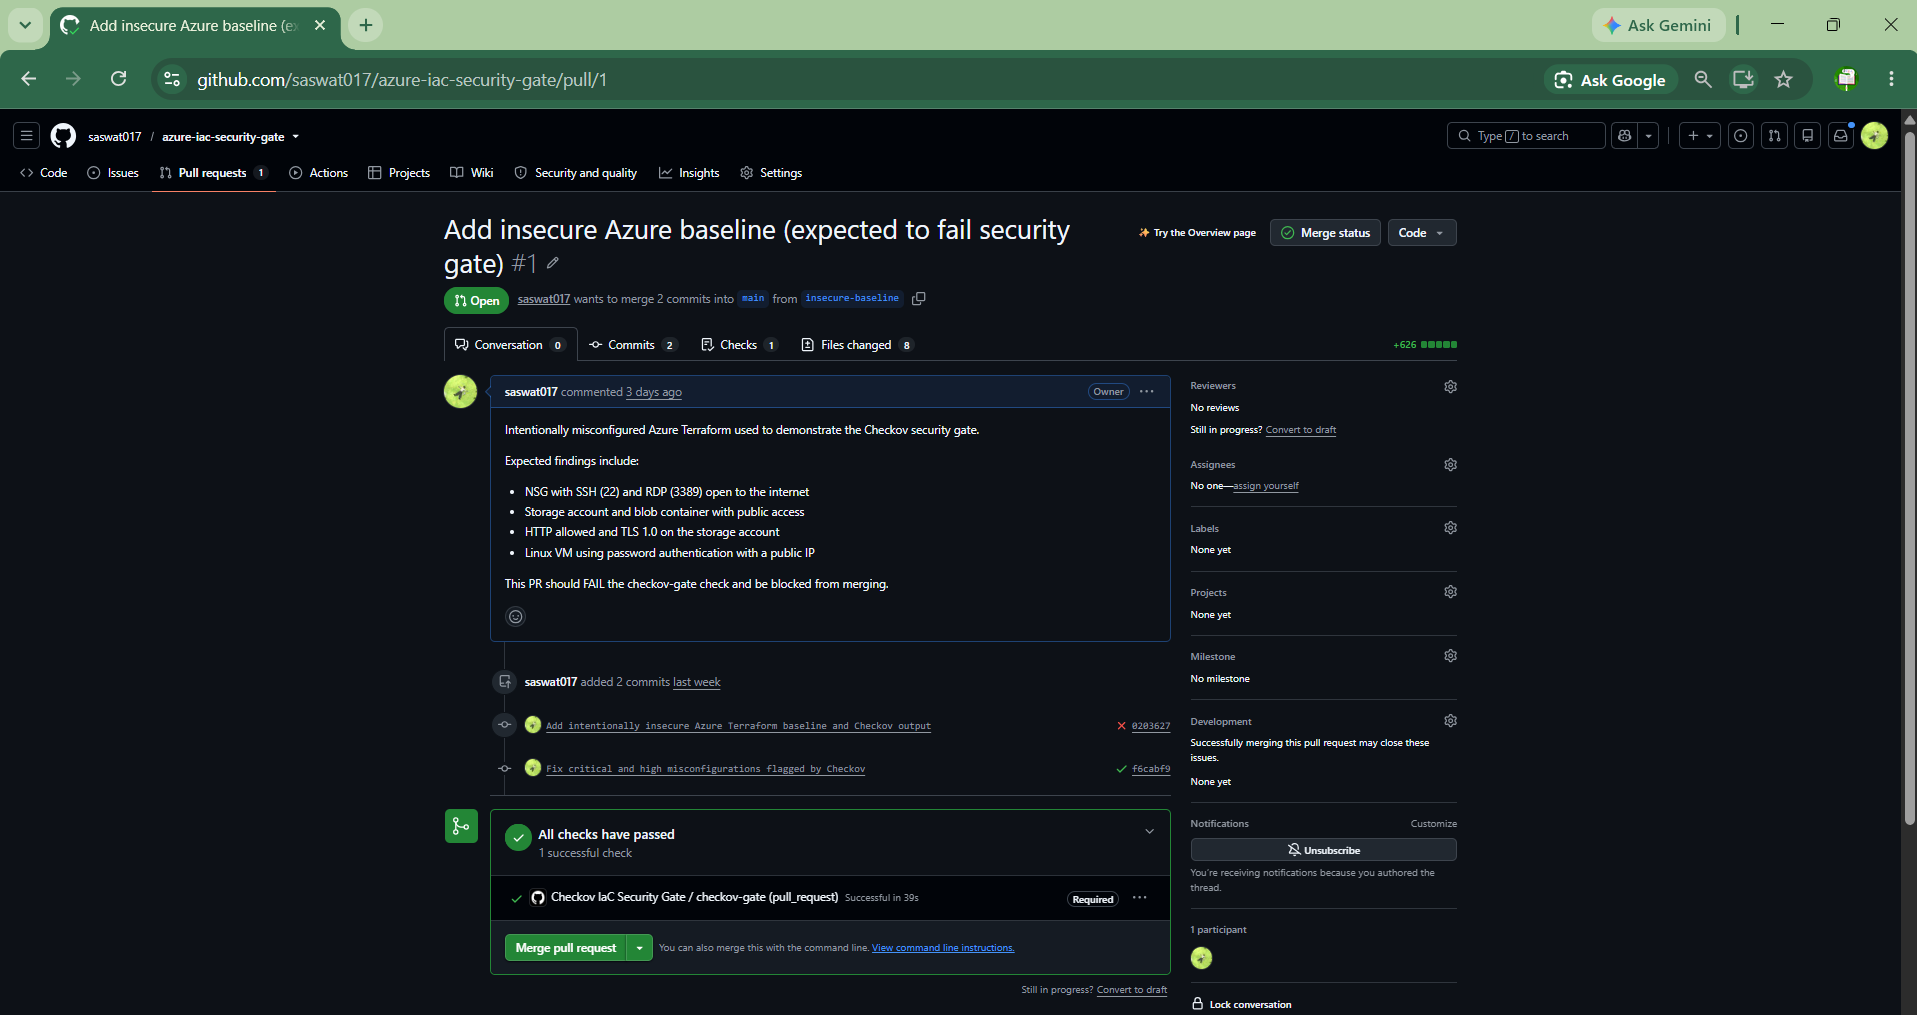 Add insecure Azure baseline (ex
Ask Gemini
github.com/saswat017/azure-iac-security-gate/pull/1
Ask Google
saswat017 / azure-iac-security-gate
Type / to search
Code
Issues
Pull requests 1
Actions
Projects
Wiki
Security and quality
Insights
Settings
Add insecure Azure baseline (expected to fail security
gate) #1
Try the Overview page
Merge status
Code
Open
saswat017 wants to merge 2 commits into main from insecure-baseline
Conversation 0
Commits 2
Checks 1
Files changed 8
+626
saswat017 commented 3 days ago
Owner
Intentionally misconfigured Azure Terraform used to demonstrate the Checkov security gate.
Expected findings include:
• NSG with SSH (22) and RDP (3389) open to the internet
• Storage account and blob container with public access
• HTTP allowed and TLS 1.0 on the storage account
• Linux VM using password authentication with a public IP
This PR should FAIL the checkov-gate check and be blocked from merging.
saswat017 added 2 commits last week
Add intentionally insecure Azure Terraform baseline and Checkov output
0203627
Fix critical and high misconfigurations flagged by Checkov
f6cabf9
All checks have passed
1 successful check
Checkov IaC Security Gate / checkov-gate (pull_request) Successful in 39s
Required
Merge pull request
You can also merge this with the command line. View command line instructions.
Still in progress? Convert to draft
Reviewers
No reviews
Still in progress? Convert to draft
Assignees
No one—assign yourself
Labels
None yet
Projects
None yet
Milestone
No milestone
Development
Successfully merging this pull request may close these
issues.
None yet
Notifications
Customize
Unsubscribe
You're receiving notifications because you authored the
thread.
1 participant
Lock conversation